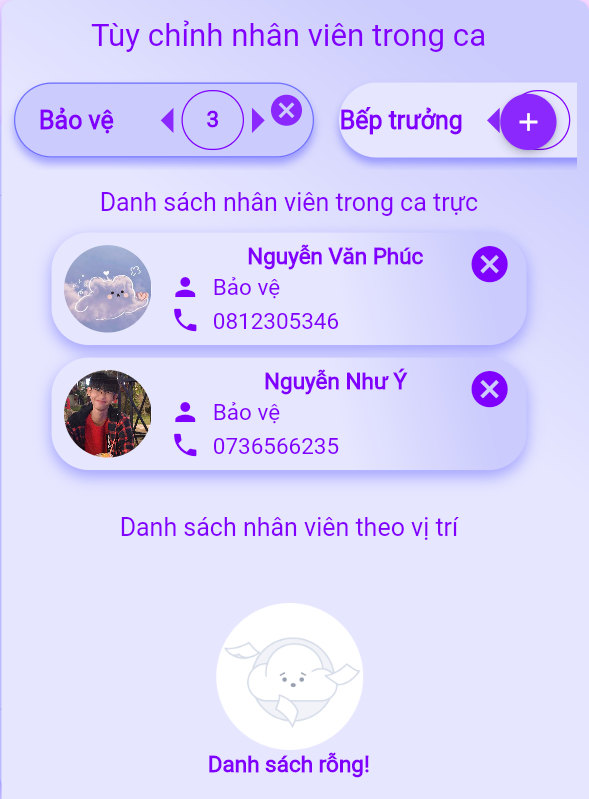 Tùy chỉnh nhân viên trong ca
Bảo vệ 3 Bếp trưởng
Danh sách nhân viên trong ca trực
Nguyễn Văn Phúc
Bảo vệ
0812305346
Nguyễn Như Ý
Bảo vệ
0736566235
Danh sách nhân viên theo vị trí
Danh sách rỗng!